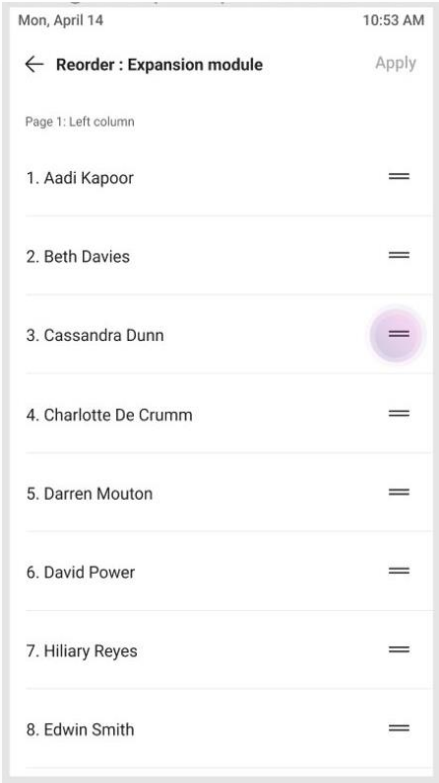 Mon, April 14 10:53 AM
Reorder : Expansion module Apply
Page 1: Left column
1. Aadi Kapoor
2. Beth Davies
3. Cassandra Dunn
4. Charlotte De Crumm
5. Darren Mouton
6. David Power
7. Hiliary Reyes
8. Edwin Smith